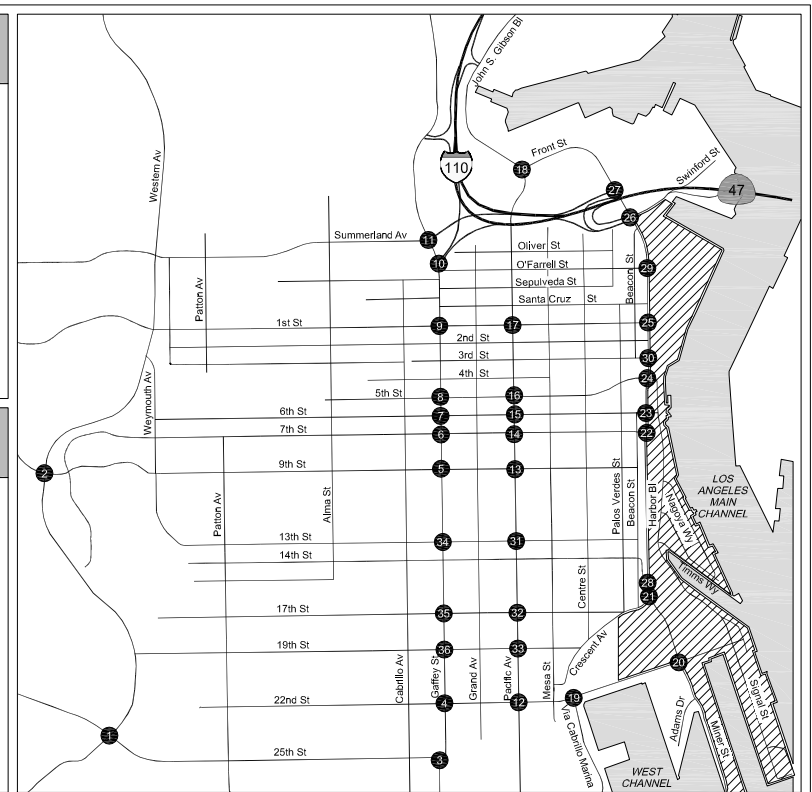 John S. Gibson Bl
Front St
18
110
Swinford St
27
47
Western Av
26
Summerland Av
11
Oliver St
10
O'Farrell St
29
Beacon St
Sepulveda St
Patton Av
Santa Cruz St
1st St
9
17
25
2nd St
3rd St
30
4th St
24
5th St
8
16
Weymouth Av
6th St
7
15
23
7th St
6
14
22
2
9th St
5
13
Patton Av
Alma St
Palos Verdes St
Beacon St
Harbor Bl
Nagoya Wy
LOS
ANGELES
MAIN
CHANNEL
13th St
34
31
14th St
Centre St
28
Timms Wy
21
17th St
35
32
19th St
36
33
Crescent Av
20
Cabrillo Av
Gaffey St
Grand Av
Pacific Av
Mesa St
22nd St
4
12
19
Via Cabrillo Marina
Adams Dr
Miner St
Signal St
1
25th St
3
WEST
CHANNEL